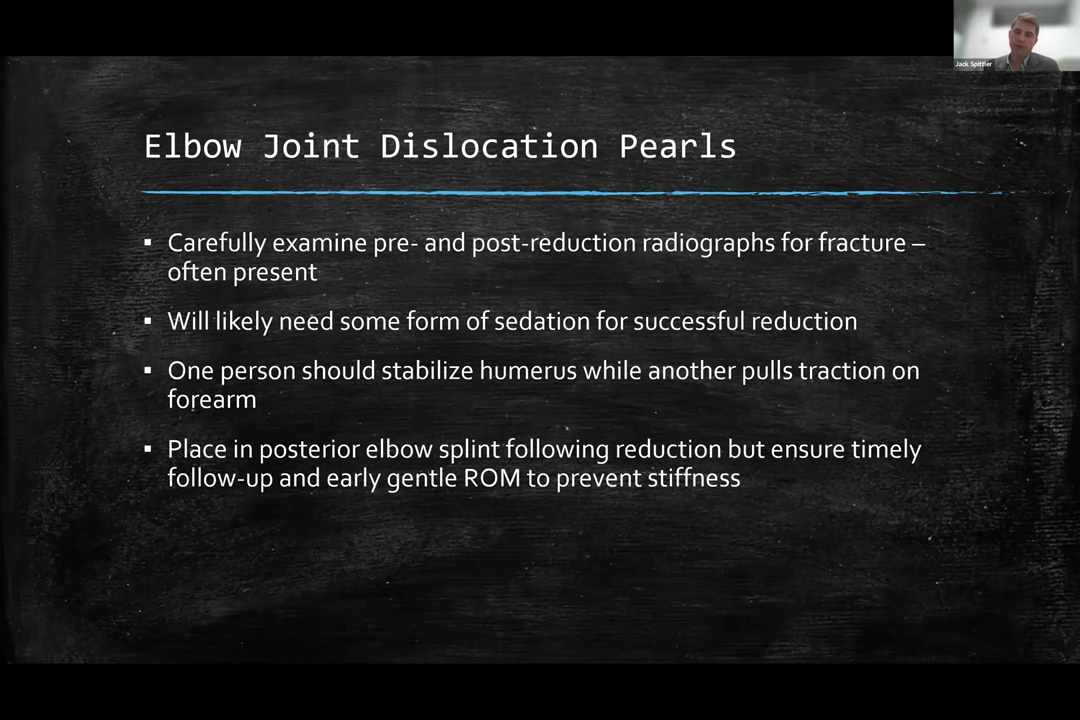 Jack Spittler
Elbow Joint Dislocation Pearls
▪ Carefully examine pre- and post-reduction radiographs for fracture –
often present
▪ Will likely need some form of sedation for successful reduction
▪ One person should stabilize humerus while another pulls traction on
forearm
▪ Place in posterior elbow splint following reduction but ensure timely
follow-up and early gentle ROM to prevent stiffness